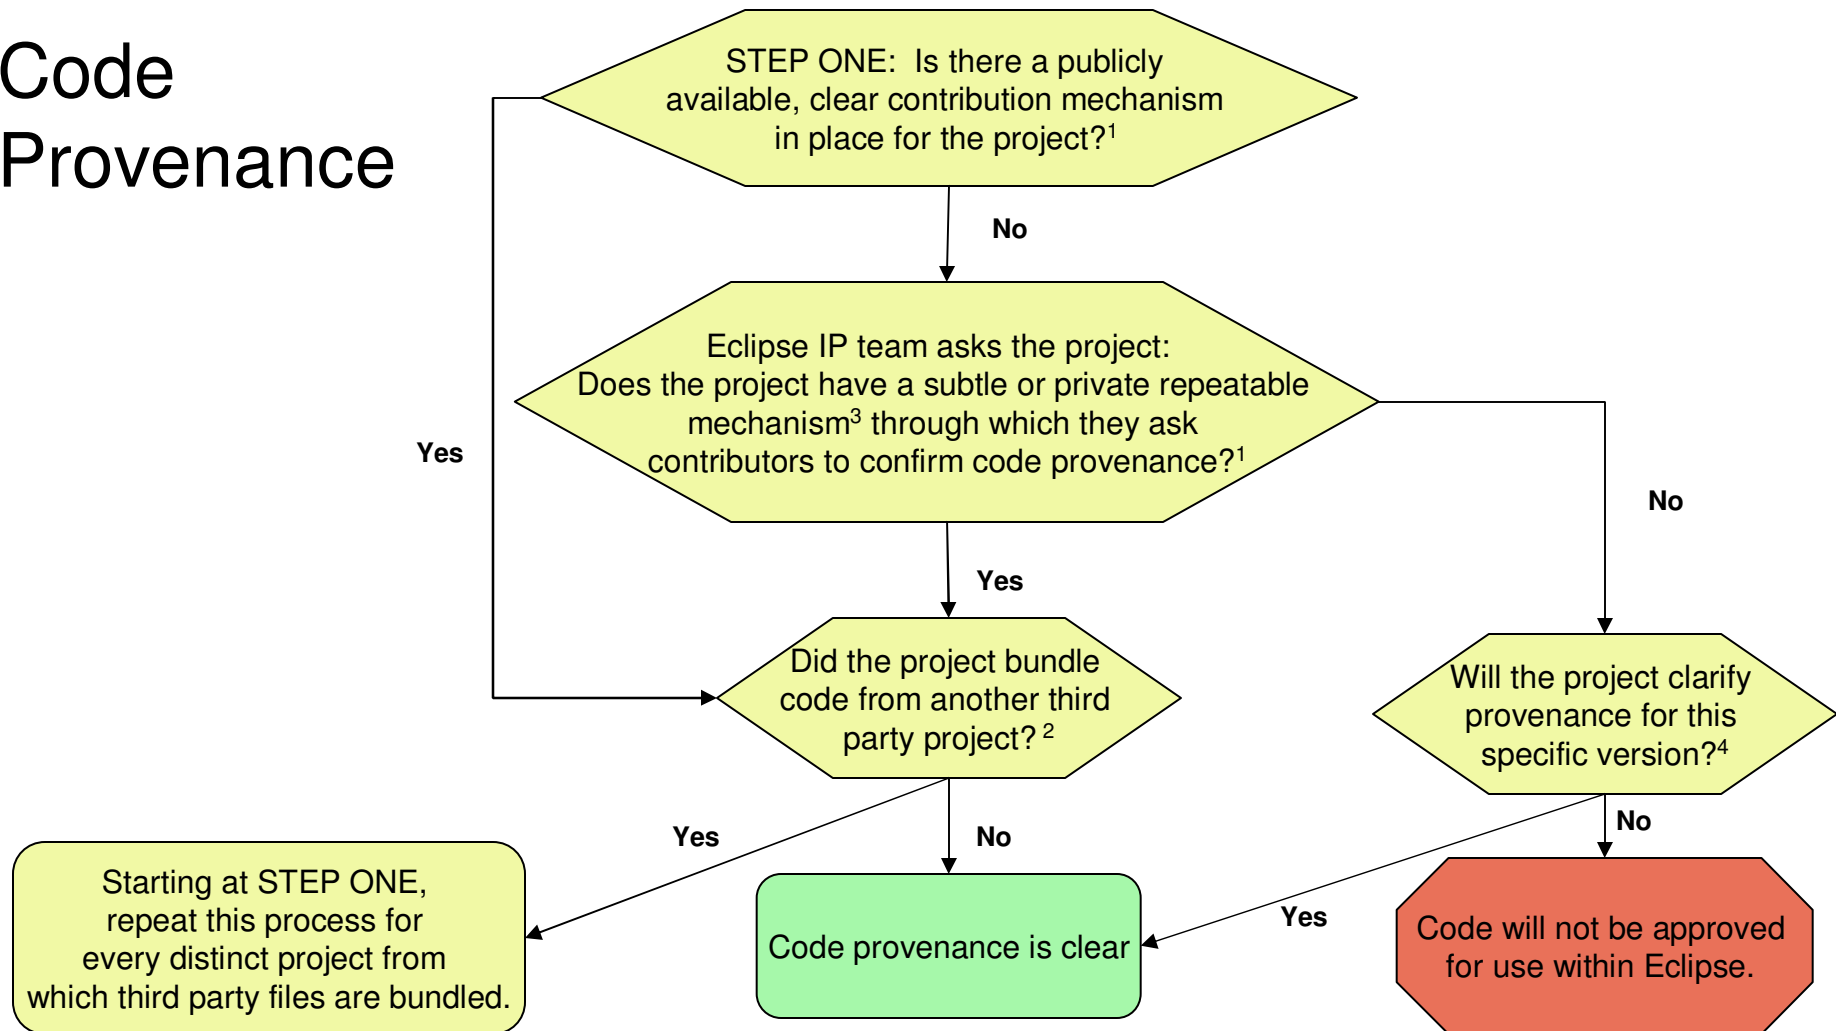 Code
Provenance
STEP ONE:  Is there a publicly
available, clear contribution mechanism
in place for the project?¹
No
Eclipse IP team asks the project:
Does the project have a subtle or private repeatable
mechanism³ through which they ask
contributors to confirm code provenance?¹
Yes
No
Yes
Did the project bundle
code from another third
party project? ²
Will the project clarify
provenance for this
specific version?⁴
Yes
No
No
Starting at STEP ONE,
repeat this process for
every distinct project from
which third party files are bundled.
Code provenance is clear
Yes
Code will not be approved
for use within Eclipse.